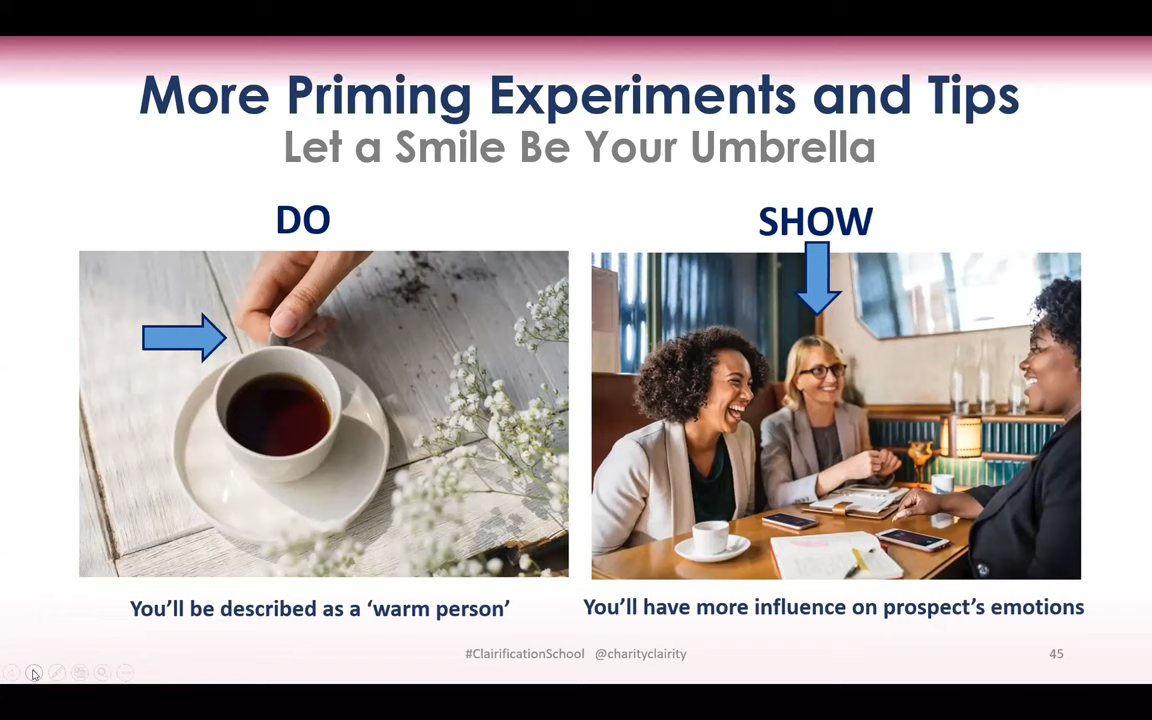 More Priming Experiments and Tips
Let a Smile Be Your Umbrella
DO
SHOW
You’ll be described as a ‘warm person’
You’ll have more influence on prospect’s emotions
#ClairificationSchool @charityclairity
45